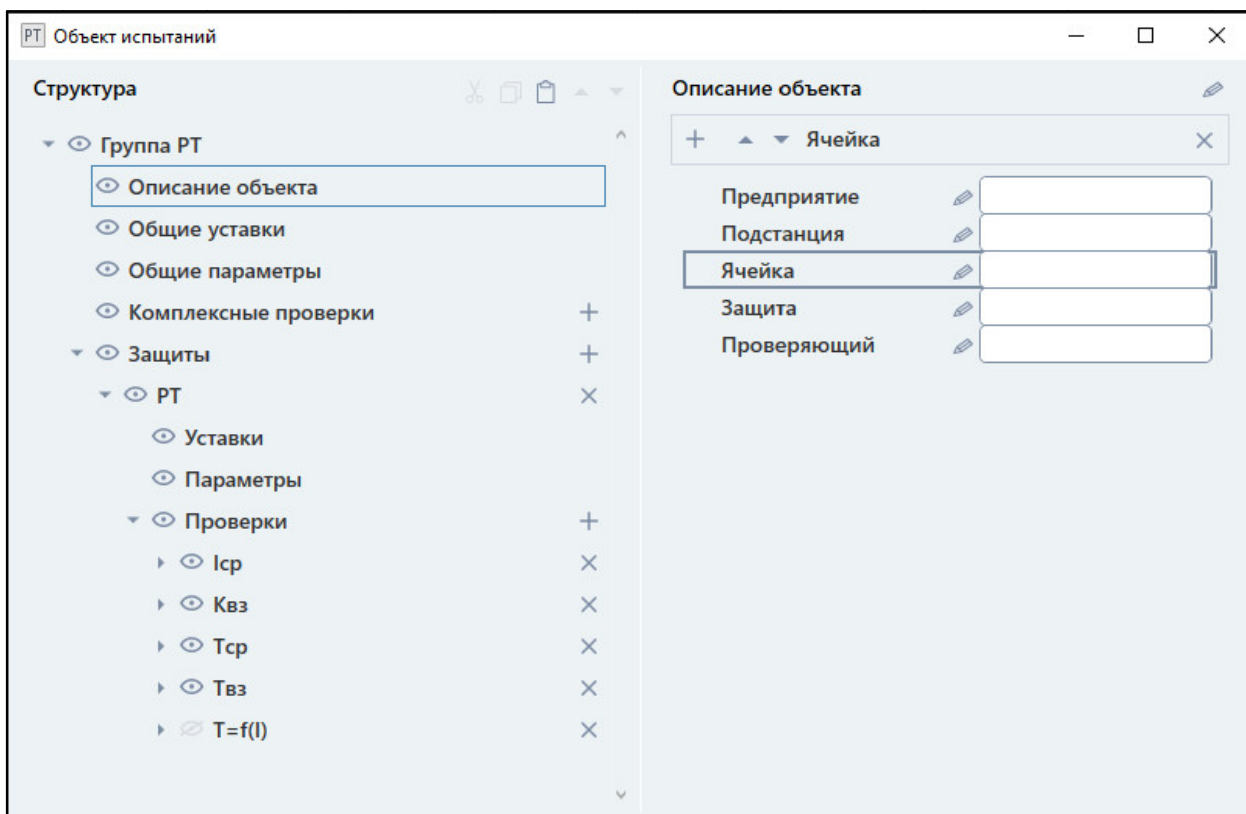 РТ Объект испытаний
Структура
Группа РТ
Описание объекта
Общие уставки
Общие параметры
Комплексные проверки
Защиты
РТ
Уставки
Параметры
Проверки
Iср
Kвз
Tср
Tвз
T=f(I)
Описание объекта
Ячейка
Предприятие
Подстанция
Ячейка
Защита
Проверяющий